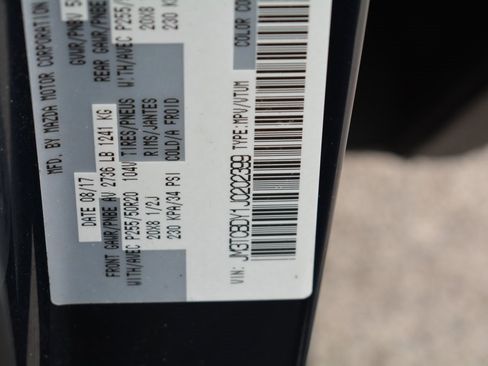 BY MAZDA MOTOR CORPORATION
GVWR/PNBV
DATE 08/17
FRONT GAWR/PNBE AV 2736 LB 1241 KG
WITH/AVEC P255/50R20 104V TIRES/PNEUS
20X8 1/2J RIMS/JANTES
230 KPA/34 PSI COLD/A FROID
REAR GAWR/PNBE
WITH/AVEC P255
20X8
230 K
VIN: JM3TCBDY1J0202399 TYPE:MPV/VTUM
COLOR COD